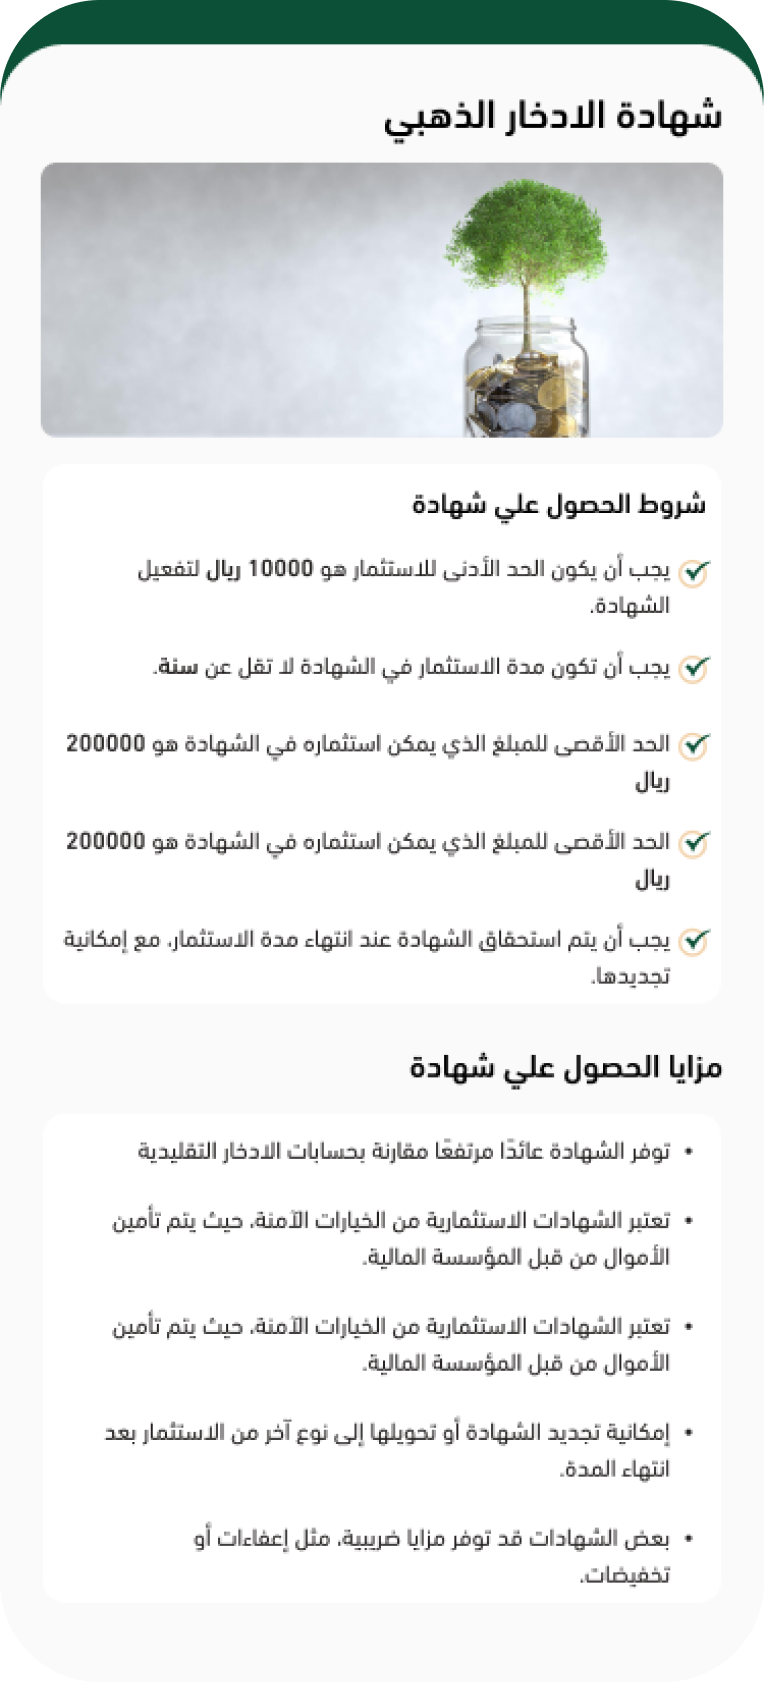 شهادة الادخار الذهبي
شروط الحصول علي شهادة
يجب أن يكون الحد الأدنى للاستثمار هو 10000 ريال لتفعيل
الشهادة.
يجب أن تكون مدة الاستثمار في الشهادة لا تقل عن سنة.
الحد الأقصى للمبلغ الذي يمكن استثماره في الشهادة هو 200000
ريال
الحد الأقصى للمبلغ الذي يمكن استثماره في الشهادة هو 200000
ريال
يجب أن يتم استحقاق الشهادة عند انتهاء مدة الاستثمار، مع إمكانية
تجديدها.
مزايا الحصول علي شهادة
• توفر الشهادة عائدًا مرتفعًا مقارنة بحسابات الادخار التقليدية
• تعتبر الشهادات الاستثمارية من الخيارات الآمنة، حيث يتم تأمين
الأموال من قبل المؤسسة المالية.
• تعتبر الشهادات الاستثمارية من الخيارات الآمنة، حيث يتم تأمين
الأموال من قبل المؤسسة المالية.
• إمكانية تجديد الشهادة أو تحويلها إلى نوع آخر من الاستثمار بعد
انتهاء المدة.
• بعض الشهادات قد توفر مزايا ضريبية، مثل إعفاءات أو
تخفيضات.